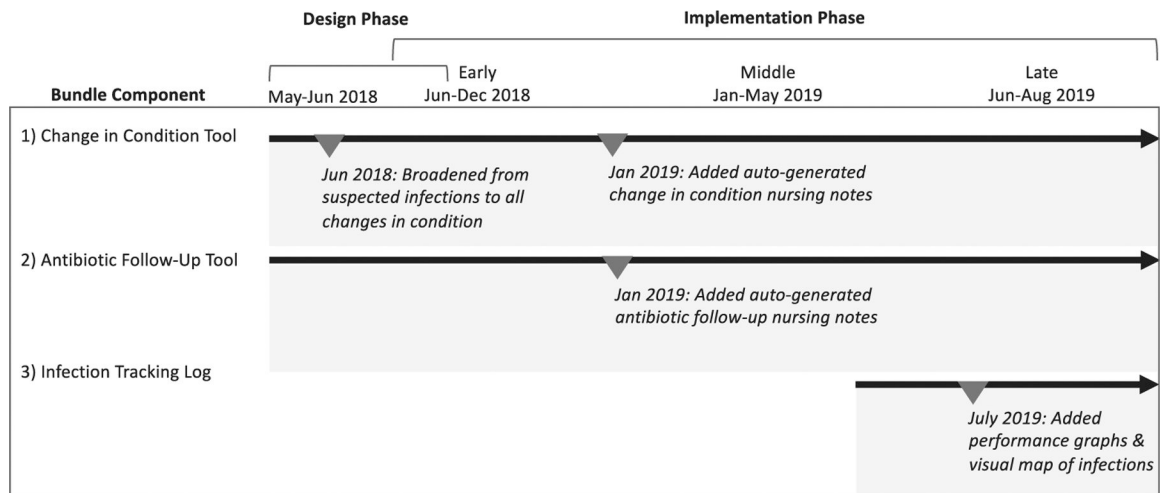 Design Phase
Implementation Phase
Early
Middle
Late
Bundle Component
May-Jun 2018
Jun-Dec 2018
Jan-May 2019
Jun-Aug 2019
1) Change in Condition Tool
Jun 2018: Broadened from
suspected infections to all
changes in condition
Jan 2019: Added auto-generated
change in condition nursing notes
2) Antibiotic Follow-Up Tool
Jan 2019: Added auto-generated
antibiotic follow-up nursing notes
3) Infection Tracking Log
July 2019: Added
performance graphs &
visual map of infections